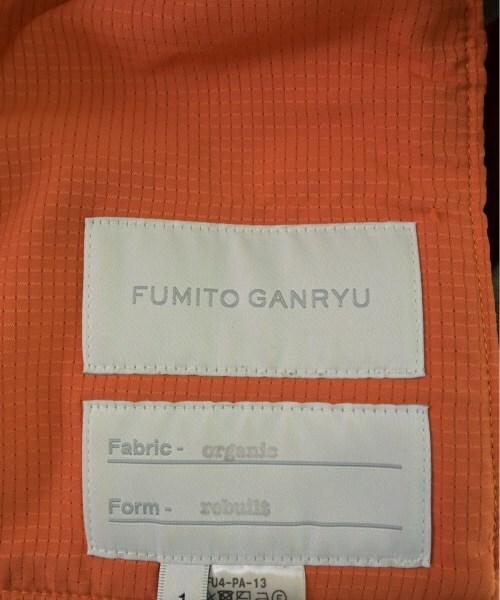 FUMITO GANRYU
Fabric - organic
Form - rebuilt
FU4-PA-13
1